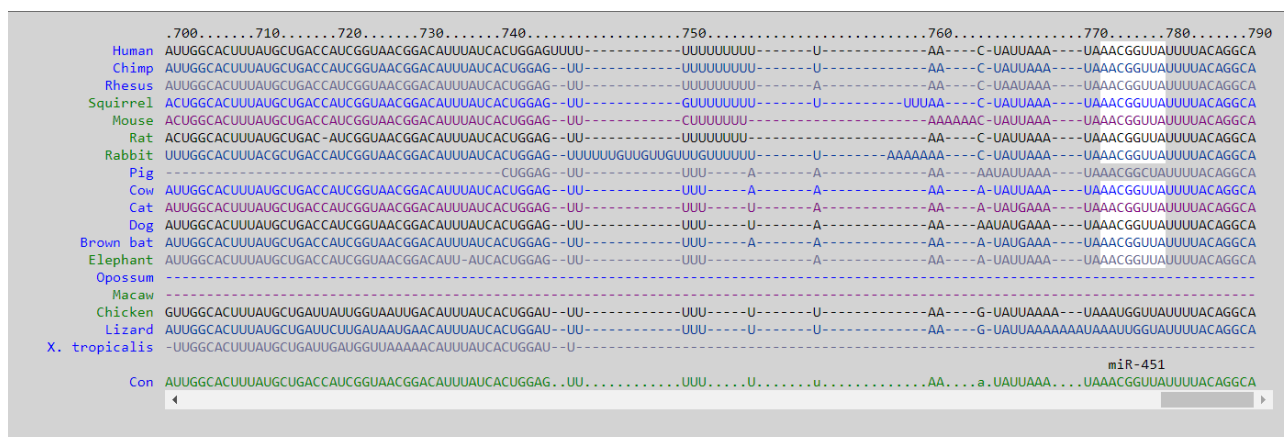 .700.......710.......720.......730.......740...................750............................760................770.......780.......790
Human AUUGGCACUUUAUGCUGACCAUCGGUAACGGACAUUUAUCACUGGAGUUUU------------UUUUUUUUU-------U-------------AA----C-UAUUAAA----UAAACGGUUAUUUUACAGGCA
Chimp AUUGGCACUUUAUGCUGACCAUCGGUAACGGACAUUUAUCACUGGAG--UU------------UUUUUUUUU-------U-------------AA----C-UAUUAAA----UAAACGGUUAUUUUACAGGCA
Rhesus AUUGGCACUUUAUGCUGACCAUCGGUAACGGACAUUUAUCACUGGAG--UU------------UUUUUUUUU-------A-------------AA----C-UAUUAAA----UAAACGGUUAUUUUACAGGCA
Squirrel ACUGGCACUUUAUGCUGACCAUCGGUAACGGACAUUUAUCACUGGAG--UU------------GUUUUUUUU-------U----------UUUAA----C-UAUUAAA----UAAACGGUUAUUUUACAGGCA
Mouse ACUGGCACUUUAUGCUGACCAUCGGUAACGGACAUUUAUCACUGGAG--UU------------CUUUUUUU----------------------AAAAAAC-UAUUAAA----UAAACGGUUAUUUUACAGGCA
Rat ACUGGCACUUUAUGCUGAC-AUCGGUAACGGACAUUUAUCACUGGAG--UU------------UUUUUUUU----------------------AA----C-UAUUAAA----UAAACGGUUAUUUUACAGGCA
Rabbit UUUGGCACUUUACGCUGACCAUCGGUAACGGACAUUUAUCACUGGAG--UUUUUUGUUGUUGUUUGUUUUUU-------U--------AAAAAAA----C-UAUUAAA----UAAACGGUUAUUUUACAGGCA
Pig -----------------------------------------CUGGAG--UU------------UUU-----A-------A-------------AA----AAUAUUAAA----UAAACGGCUAUUUUACAGGCA
Cow AUUGGCACUUUAUGCUGACCAUCGGUAACGGACAUUUAUCACUGGAG--UU------------UUU-----A-------A-------------AA----A-UAUUAAA----UAAACGGUUAUUUUACAGGCA
Cat AUUGGCACUUUAUGCUGACCAUCGGUAACGGACAUUUAUCACUGGAG--UU------------UUU-----U-------A-------------AA----A-UAUGAAA----UAAACGGUUAUUUUACAGGCA
Dog AUUGGCACUUUAUGCUGACCAUCGGUAACGGACAUUUAUCACUGGAG--UU------------UUU-----U-------A-------------AA----AAUAUGAAA----UAAACGGUUAUUUUACAGGCA
Brown bat AUUGGCACUUUAUGCUGACCAUCGGUAACGGACAUUUAUCACUGGAG--UU------------UUU-----A-------A-------------AA----A-UAUGAAA----UAAACGGUUAUUUUACAGGCA
Elephant AUUGGCACUUUAUGCUGACCAUCGGUAACGGACAUU-AUCACUGGAG--UU------------UUU-------------A-------------AA----A-UAUUAAA----UAAACGGUUAUUUUACAGGCA
Opossum -------------------------------------------------------------------------------------------------------------------------------------
Macaw -------------------------------------------------------------------------------------------------------------------------------------
Chicken GUUGGCACUUUAUGCUGAUUAUUGGUAAUUGACAUUUAUCACUGGAU--UU------------UUU-----U-------U-------------AA----G-UAUUAAAA---UAAAUGGUUAUUUUACAGGCA
Lizard AUUGGCACUUUAUGCUGAUUCUUGAUAAUGAACAUUUAUCACUGGAU--UU------------UUU-----U-------U-------------AA----G-UAUUAAAAAAAUAAAUUGGUAUUUUACAGGCA
X. tropicalis -UUGGCACUUUAUGCUGAUUGAUGGUUAAAAACAUUUAUCACUGGAU--U-----------------------------------------------------------------------------------
miR-451
Con AUUGGCACUUUAUGCUGACCAUCGGUAACGGACAUUUAUCACUGGAG..UU............UUU.....U.......u.............AA....a.UAUUAAA....UAAACGGUUAUUUUACAGGCA